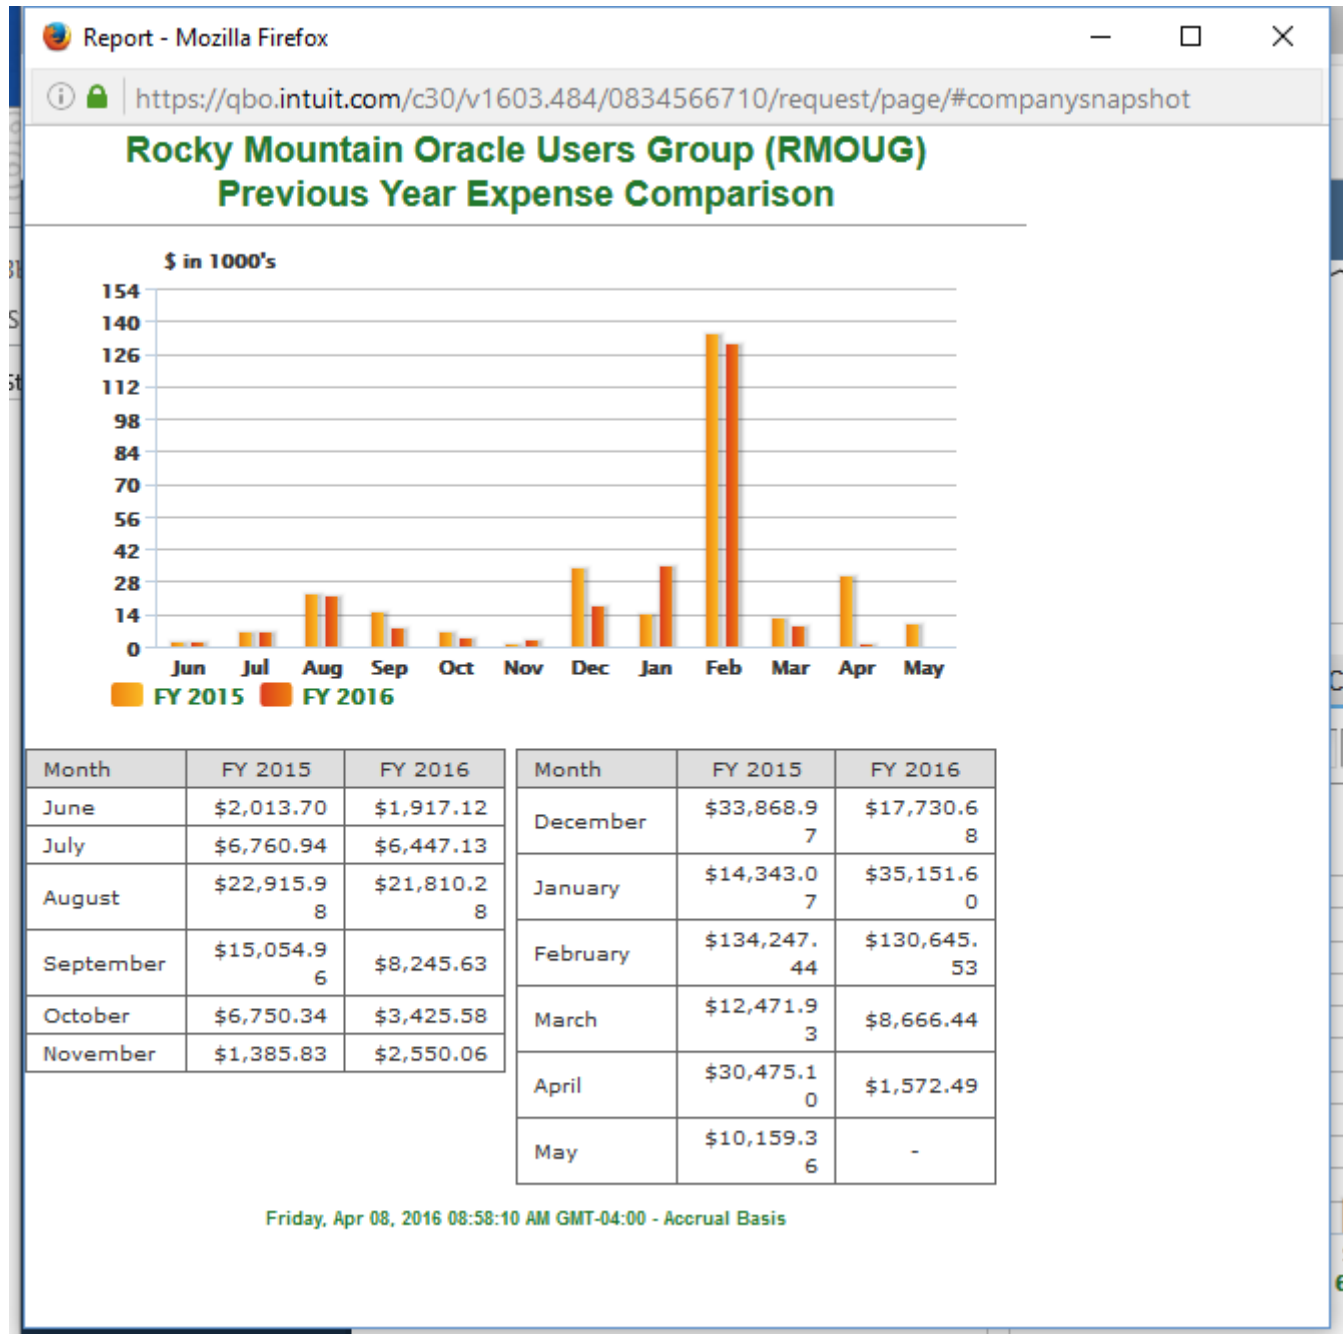 Report - Mozilla Firefox
https://qbo.intuit.com/c30/v1603.484/0834566710/request/page/#companysnapshot
Rocky Mountain Oracle Users Group (RMOUG)
Previous Year Expense Comparison
$ in 1000's
154
140
126
112
98
84
70
56
42
28
14
0
Jun Jul Aug Sep Oct Nov Dec Jan Feb Mar Apr May
FY 2015 FY 2016
Month FY 2015 FY 2016
June $2,013.70 $1,917.12
July $6,760.94 $6,447.13
August $22,915.98 $21,810.28
September $15,054.96 $8,245.63
October $6,750.34 $3,425.58
November $1,385.83 $2,550.06
Month FY 2015 FY 2016
December $33,868.97 $17,730.68
January $14,343.07 $35,151.60
February $134,247.44 $130,645.53
March $12,471.93 $8,666.44
April $30,475.10 $1,572.49
May $10,159.36 -
Friday, Apr 08, 2016 08:58:10 AM GMT-04:00 - Accrual Basis